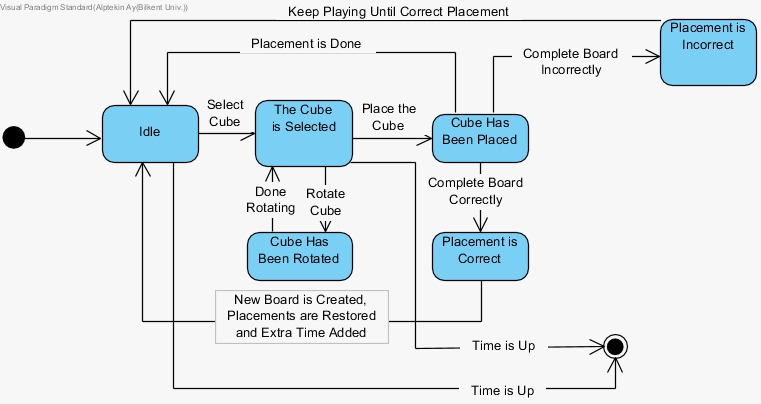 Visual Paradigm Standard(Alptekin Ay(Bilkent Univ.))
Keep Playing Until Correct Placement
Placement is
Incorrect
Placement is Done
Complete Board
Incorrectly
Select
Cube
The Cube
is Selected
Place the
Cube
Cube Has
Been Placed
Idle
Complete Board
Correctly
Done
Rotating
Rotate
Cube
Cube Has
Been Rotated
Placement is
Correct
New Board is Created,
Placements are Restored
and Extra Time Added
Time is Up
Time is Up